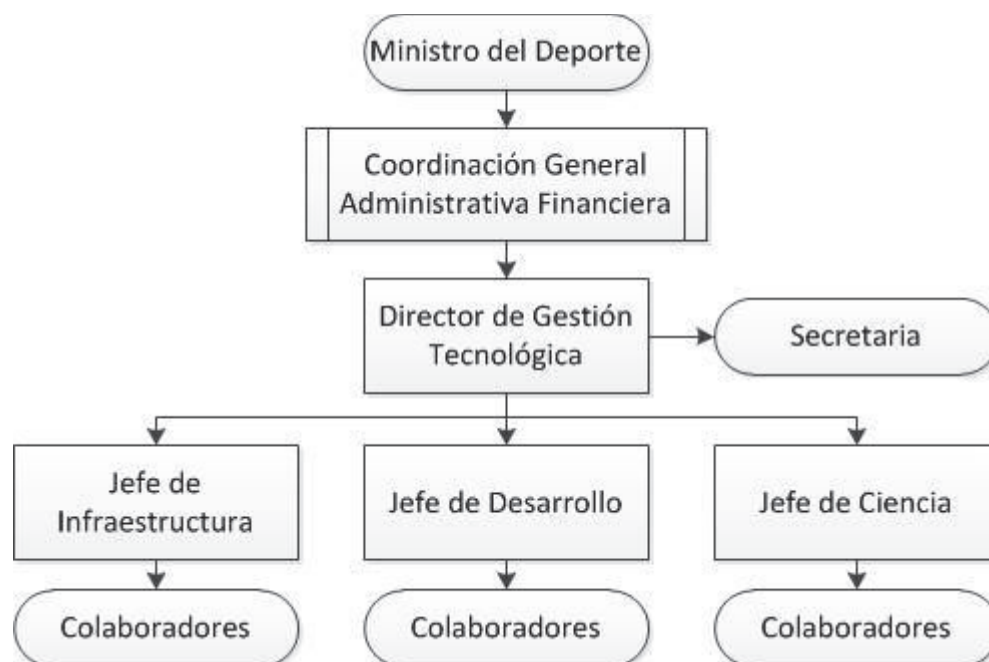 Ministro del Deporte
Coordinación General
Administrativa Financiera
Director de Gestión
Tecnológica
Secretaria
Jefe de
Infraestructura
Jefe de Desarrollo
Jefe de Ciencia
Colaboradores
Colaboradores
Colaboradores